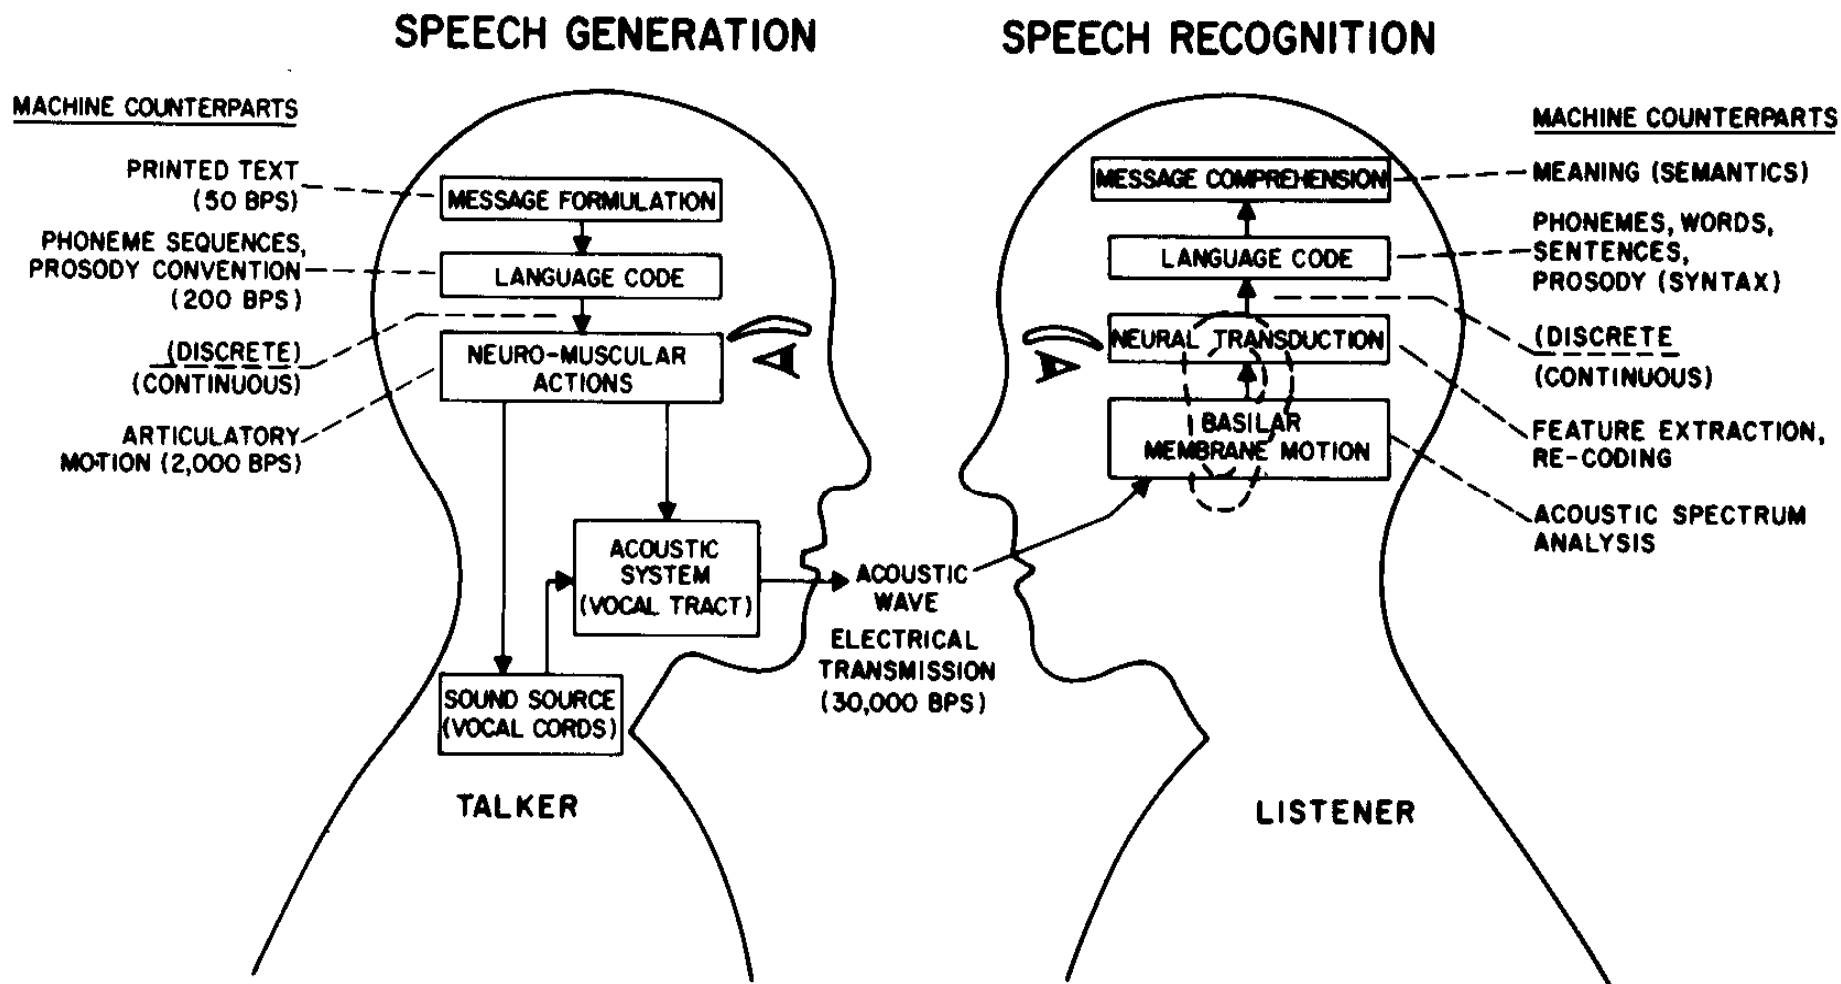 SPEECH GENERATION
MACHINE COUNTERPARTS
PRINTED TEXT
(50 BPS)
PHONEME SEQUENCES,
PROSODY CONVENTION
(200 BPS)
(DISCRETE)
(CONTINUOUS)
ARTICULATORY
MOTION (2,000 BPS)
MESSAGE FORMULATION
LANGUAGE CODE
NEURO-MUSCULAR
ACTIONS
ACOUSTIC
SYSTEM
(VOCAL TRACT)
SOUND SOURCE
(VOCAL CORDS)
TALKER
ACOUSTIC
WAVE
ELECTRICAL
TRANSMISSION
(30,000 BPS)
SPEECH RECOGNITION
MESSAGE COMPREHENSION
LANGUAGE CODE
NEURAL TRANSDUCTION
BASILAR
MEMBRANE MOTION
LISTENER
MACHINE COUNTERPARTS
MEANING (SEMANTICS)
PHONEMES, WORDS,
SENTENCES,
PROSODY (SYNTAX)
(DISCRETE
(CONTINUOUS)
FEATURE EXTRACTION,
RE-CODING
ACOUSTIC SPECTRUM
ANALYSIS